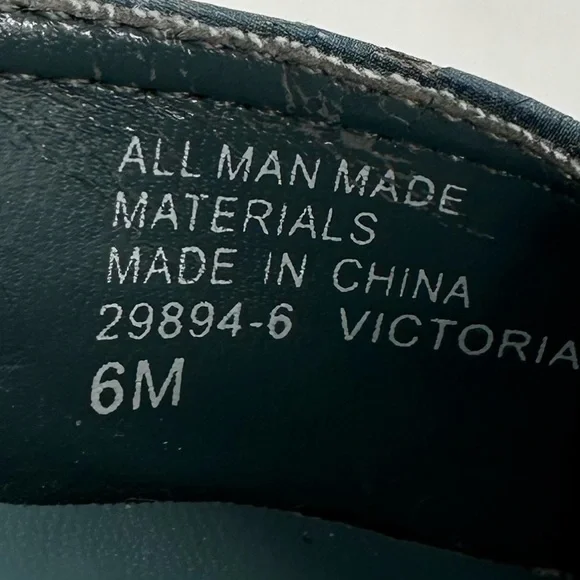 ALL MAN MADE
MATERIALS
MADE IN CHINA
29894-6 VICTORIA
6M